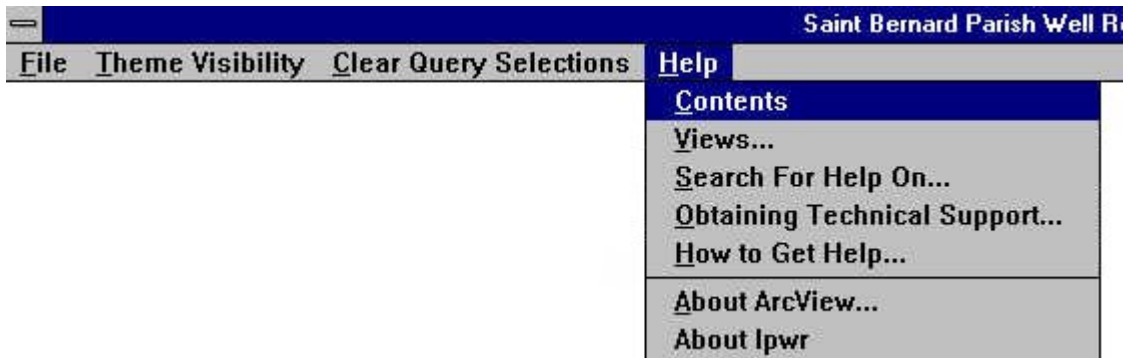 Saint Bernard Parish Well
File Theme Visibility Clear Query Selections Help
Contents
Views...
Search For Help On...
Obtaining Technical Support...
How to Get Help...
About ArcView...
About lpwr